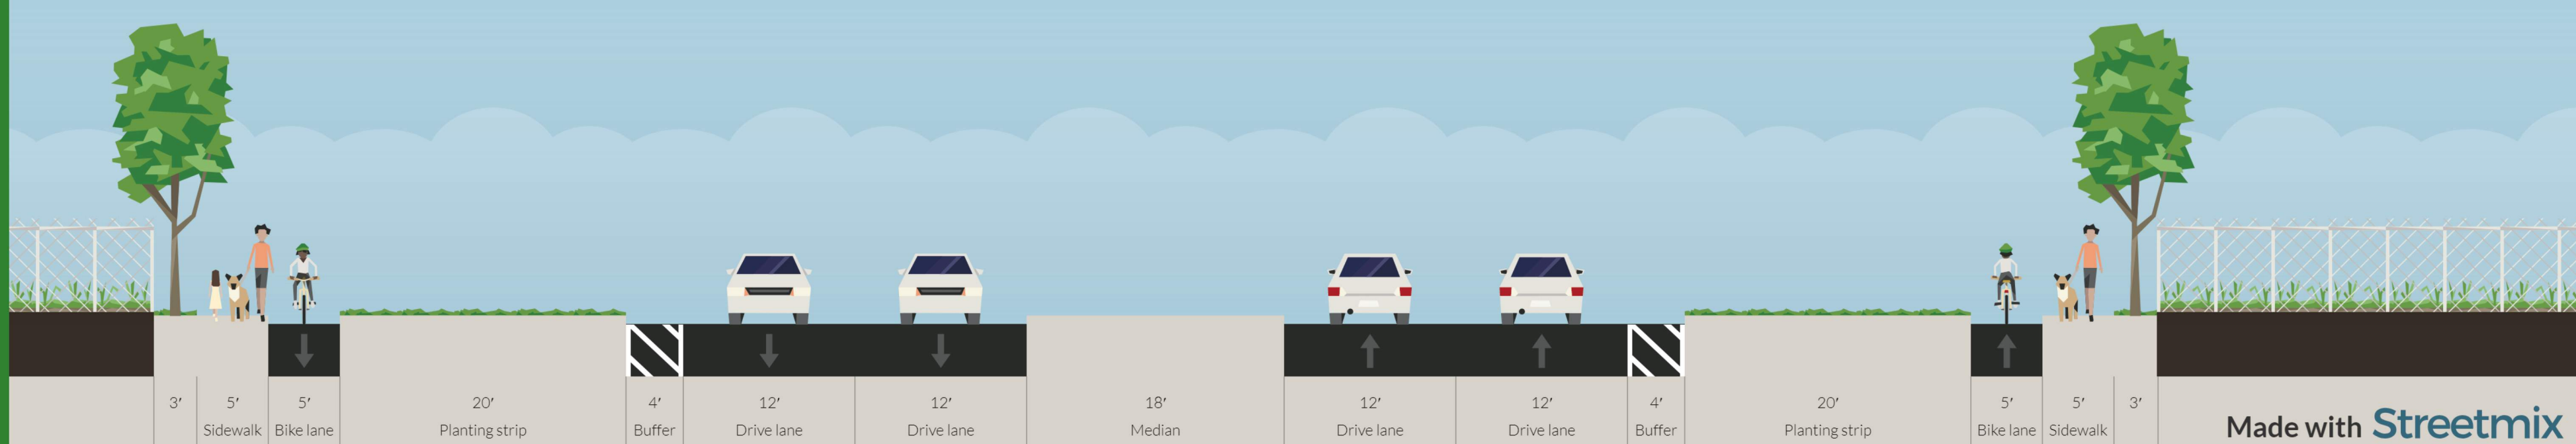 3′ 5′ 5′ 20′ 4′ 12′ 12′ 18′ 12′ 12′ 4′ 20′ 5′ 5′ 3′
Sidewalk Bike lane Planting strip Buffer Drive lane Drive lane Median Drive lane Drive lane Buffer Planting strip Bike lane Sidewalk
Made with Streetmix